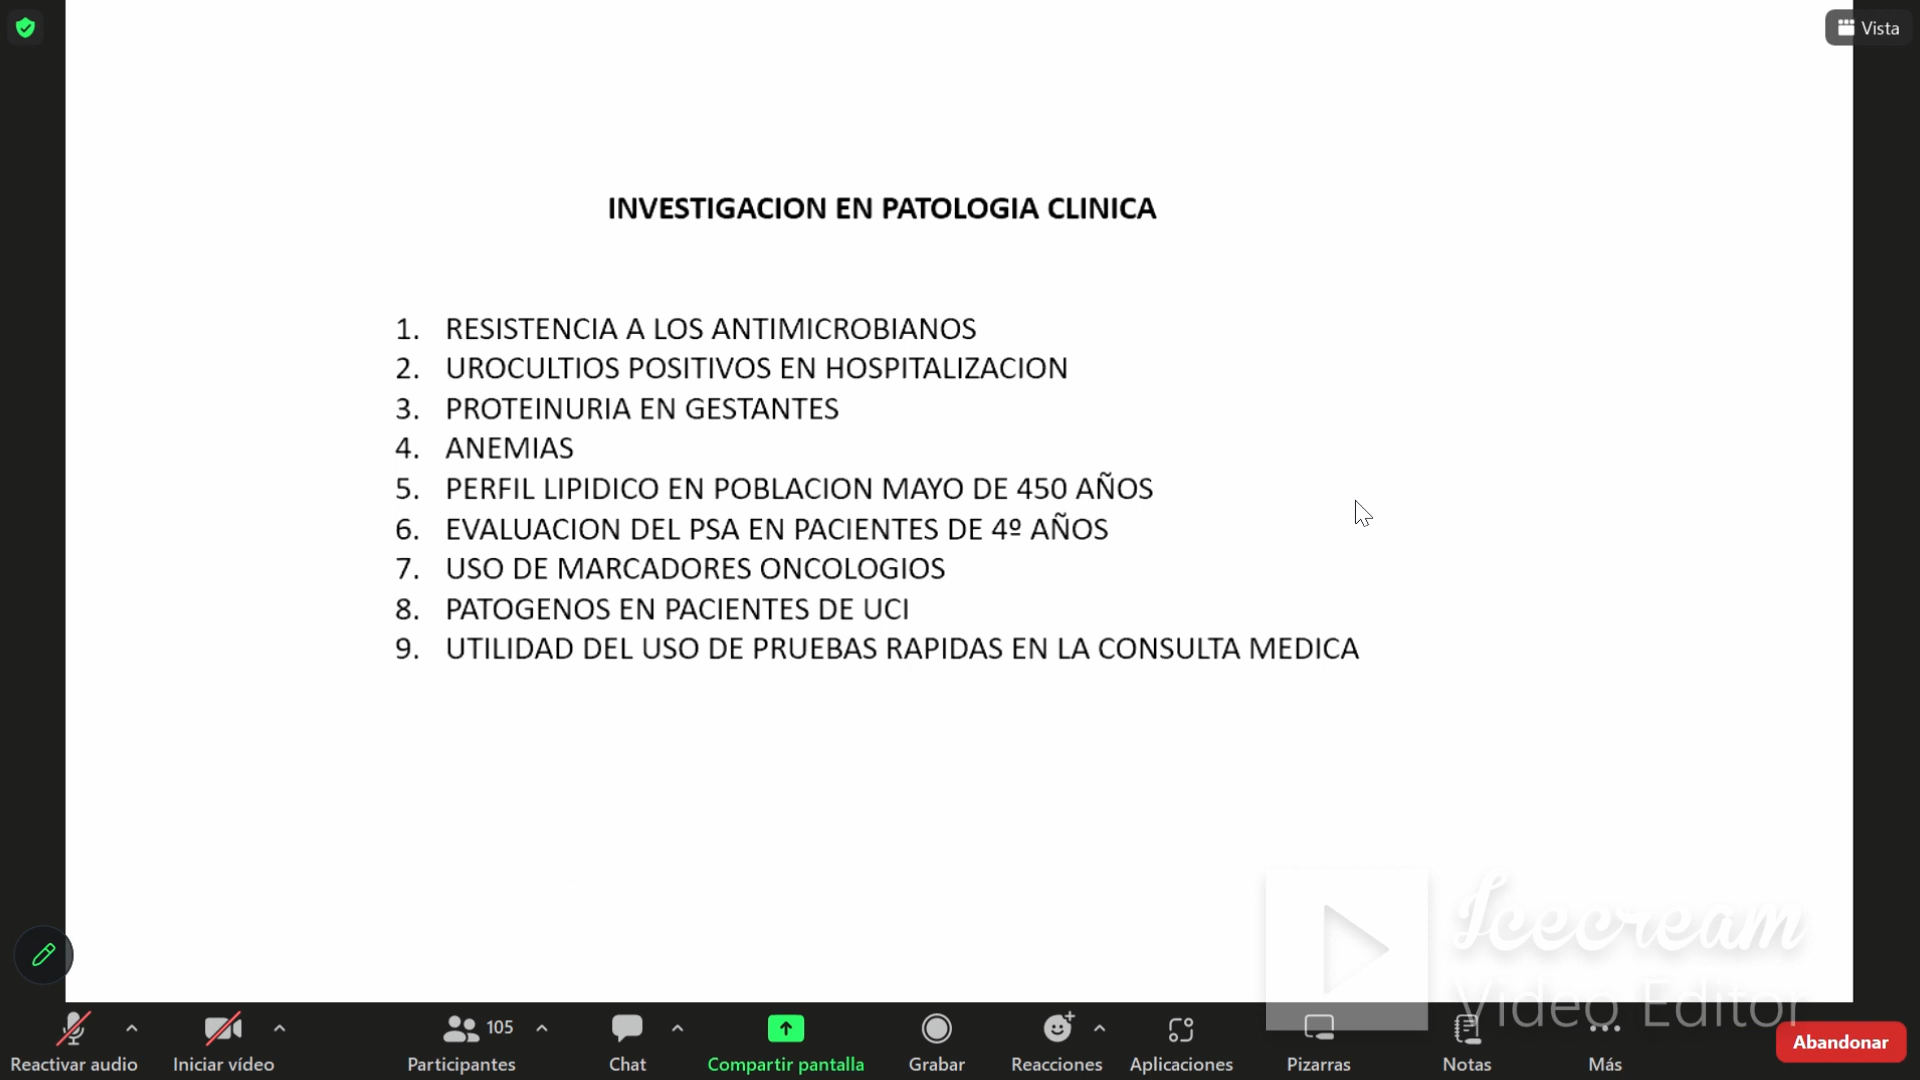 Vista
INVESTIGACION EN PATOLOGIA CLINICA
1. RESISTENCIA A LOS ANTIMICROBIANOS
2. UROCULTIOS POSITIVOS EN HOSPITALIZACION
3. PROTEINURIA EN GESTANTES
4. ANEMIAS
5. PERFIL LIPIDICO EN POBLACION MAYO DE 450 AÑOS
6. EVALUACION DEL PSA EN PACIENTES DE 4º AÑOS
7. USO DE MARCADORES ONCOLOGIOS
8. PATOGENOS EN PACIENTES DE UCI
9. UTILIDAD DEL USO DE PRUEBAS RAPIDAS EN LA CONSULTA MEDICA
Icecream
Video Editor
105
Reactivar audio Iniciar vídeo Participantes Chat Compartir pantalla Grabar Reacciones Aplicaciones Pizarras Notas Más Abandonar